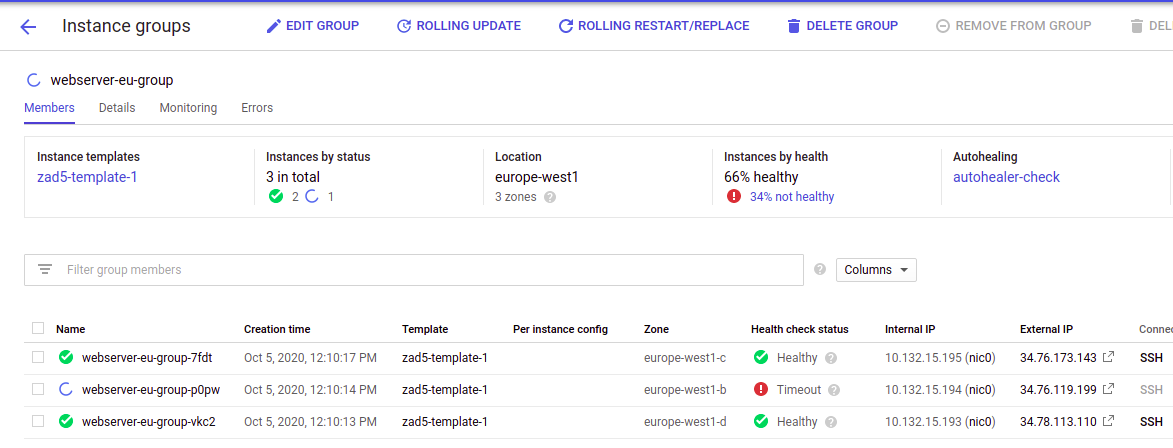 Instance groups EDIT GROUP ROLLING UPDATE ROLLING RESTART/REPLACE DELETE GROUP REMOVE FROM GROUP
webserver-eu-group
Members Details Monitoring Errors
Instance templates Instances by status Location Instances by health Autohealing
zad5-template-1 3 in total europe-west1 66% healthy autohealer-check
2 1 3 zones ? ! 34% not healthy
Filter group members ? Columns
Name Creation time Template Per instance config Zone Health check status Internal IP External IP
webserver-eu-group-7fdt Oct 5, 2020, 12:10:17 PM zad5-template-1 europe-west1-c Healthy ? 10.132.15.195 (nic0) 34.76.173.143 SSH
webserver-eu-group-p0pw Oct 5, 2020, 12:10:14 PM zad5-template-1 europe-west1-b ! Timeout ? 10.132.15.194 (nic0) 34.76.119.199 SSH
webserver-eu-group-vkc2 Oct 5, 2020, 12:10:13 PM zad5-template-1 europe-west1-d Healthy ? 10.132.15.193 (nic0) 34.78.113.110 SSH